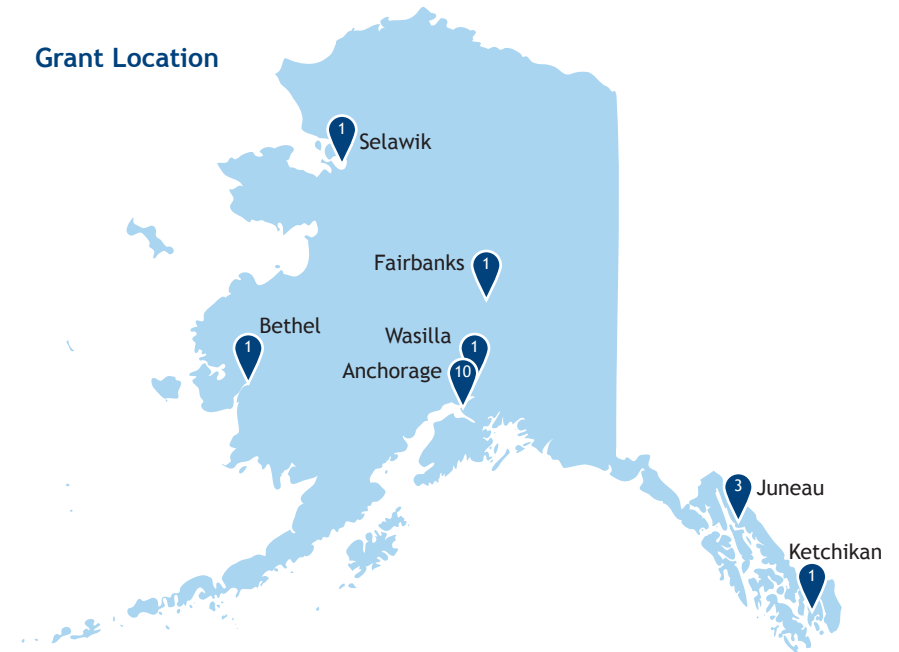 Grant Location
1
Selawik
Fairbanks
1
Bethel
1
Wasilla
1
Anchorage
10
3
Juneau
Ketchikan
1